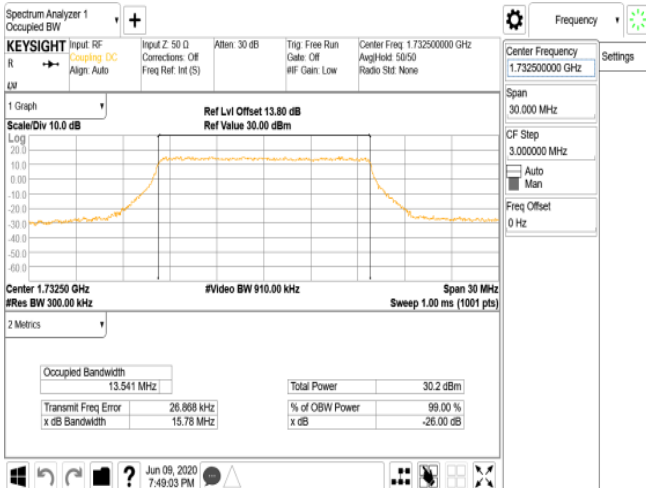 Spectrum Analyzer 1
Occupied BW
Frequency
KEYSIGHT
R
LXI
Input: RF
Coupling: DC
Align: Auto
Input Z: 50 Ω
Corrections: Off
Freq Ref: Int (S)
Atten: 30 dB
Trig: Free Run
Gate: Off
#IF Gain: Low
Center Freq: 1.732500000 GHz
Avg|Hold: 50/50
Radio Std: None
Center Frequency
1.732500000 GHz
Settings
Span
30.000 MHz
CF Step
3.000000 MHz
Auto
Man
Freq Offset
0 Hz
1 Graph
Scale/Div 10.0 dB
Ref Lvl Offset 13.80 dB
Ref Value 30.00 dBm
Log
20.0
10.0
0.00
-10.0
-20.0
-30.0
-40.0
-50.0
-60.0
Center 1.73250 GHz
#Res BW 300.00 kHz
#Video BW 910.00 kHz
Span 30 MHz
Sweep 1.00 ms (1001 pts)
2 Metrics
Occupied Bandwidth
13.541 MHz
Total Power 30.2 dBm
Transmit Freq Error 26.868 kHz
% of OBW Power 99.00 %
x dB Bandwidth 15.78 MHz
x dB -26.00 dB
?
Jun 09, 2020
7:49:03 PM